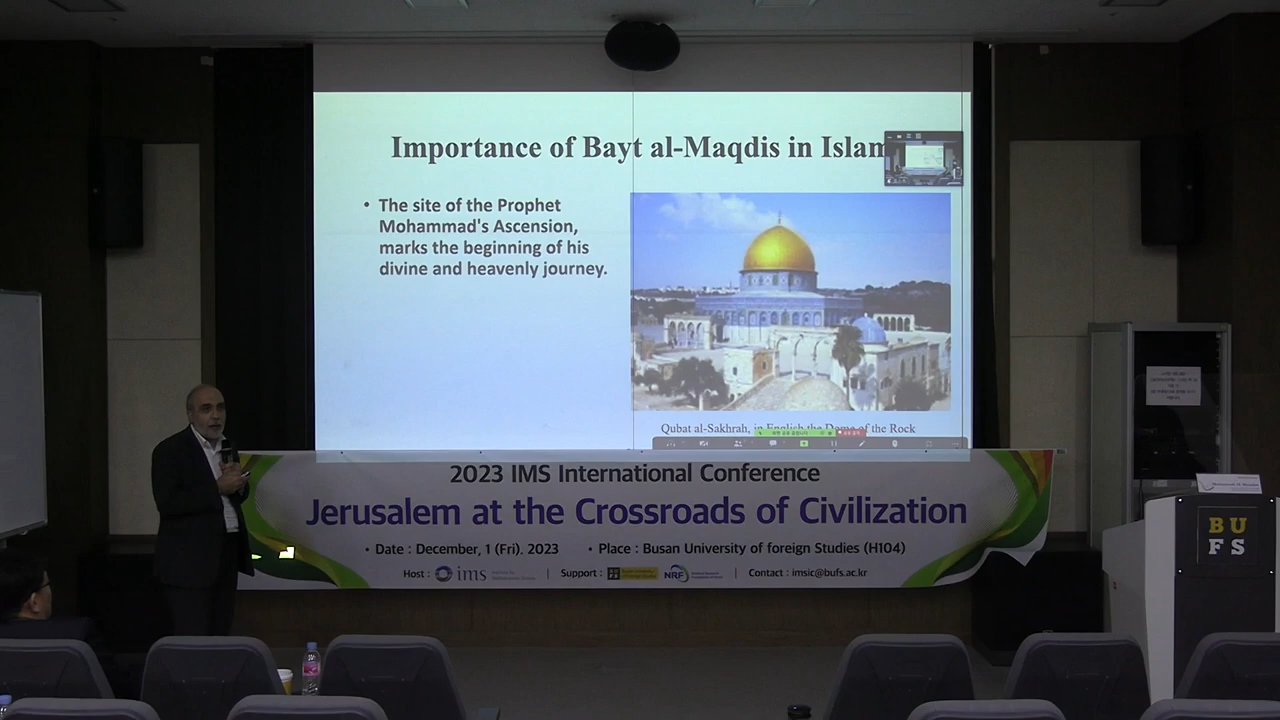 Importance of Bayt al-Maqdis in Islam
• The site of the Prophet
Mohammad's Ascension,
marks the beginning of his
divine and heavenly journey.
Qubat al-Sakhrah, in English the Dome of the Rock
2023 IMS International Conference
Jerusalem at the Crossroads of Civilization
• Date : December, 1 (Fri). 2023 • Place : Busan University of foreign Studies (H104)
Host : ims | Support : NRF | Contact : imsic@bufs.ac.kr
BU
FS